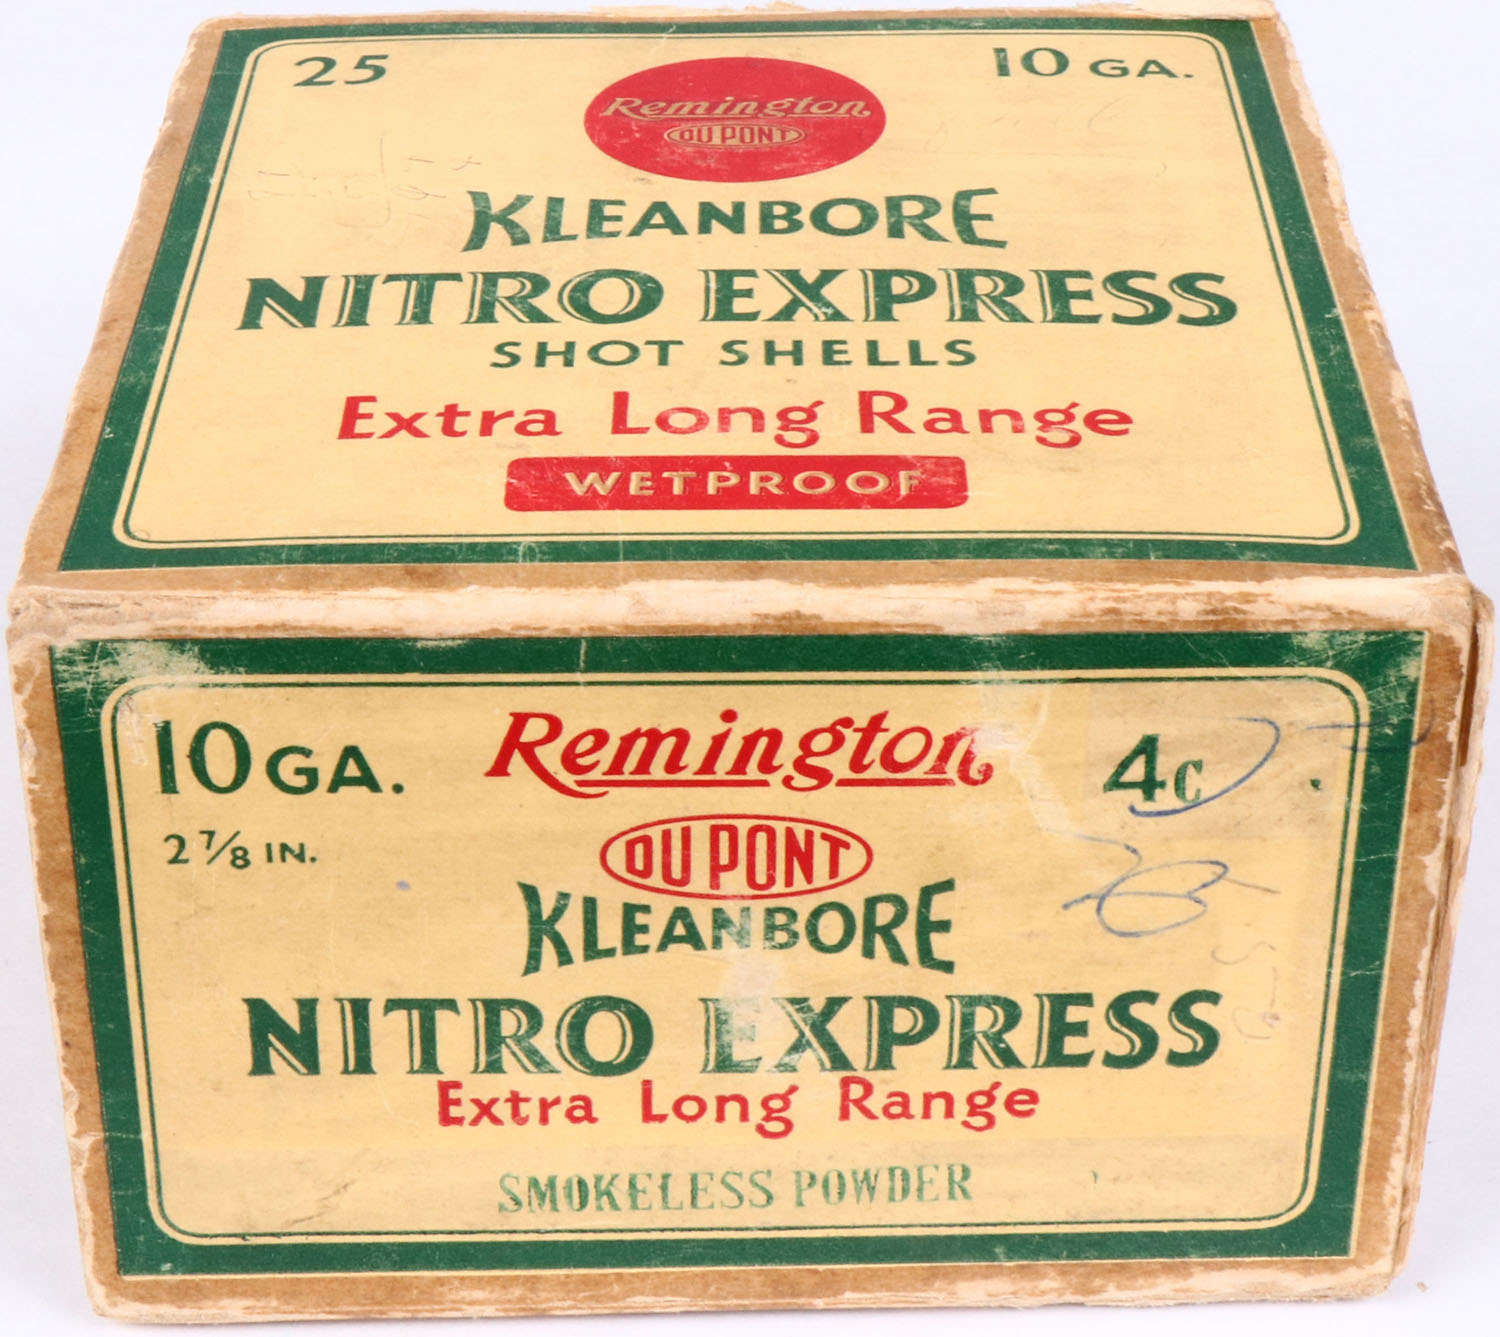 25
10 GA.
Remington
DU PONT
KLEANBORE
NITRO EXPRESS
SHOT SHELLS
Extra Long Range
WETPROOF
10 GA.
Remington
4C
2 7/8 IN.
DU PONT
KLEANBORE
NITRO EXPRESS
Extra Long Range
SMOKELESS POWDER